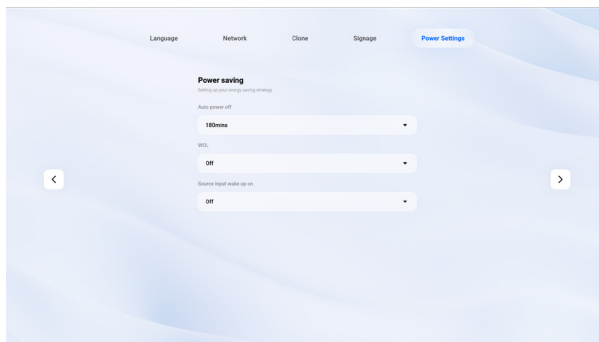 Language Network Clone Signage Power Settings
Power saving
Setting up your energy saving strategy
Auto power off
180mins
WOL
Off
Source Input wake up on
Off